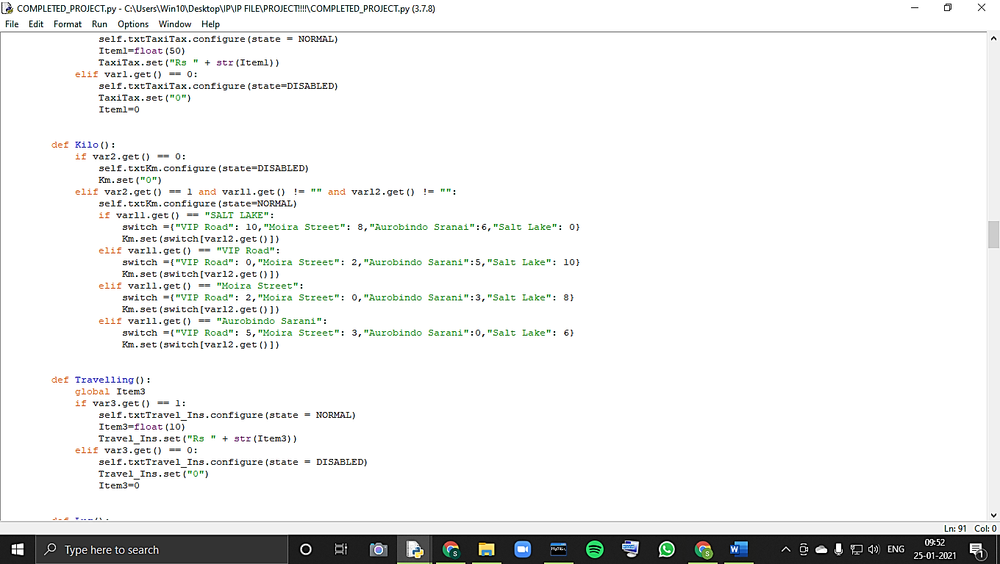 COMPLETED_PROJECT.py - C:\Users\Win10\Desktop\IP\IP FILE\PROJECT!!!!\COMPLETED_PROJECT.py (3.7.8)
File Edit Format Run Options Window Help
self.txtTaxiTax.configure(state = NORMAL)
Item1=float(50)
TaxiTax.set("Rs " + str(Item1))
elif var1.get() == 0:
self.txtTaxiTax.configure(state=DISABLED)
TaxiTax.set("0")
Item1=0
def Kilo():
if var2.get() == 0:
self.txtKm.configure(state=DISABLED)
Km.set("0")
elif var2.get() == 1 and var11.get() != "" and var12.get() != "":
self.txtKm.configure(state=NORMAL)
if var11.get() == "SALT LAKE":
switch ={"VIP Road": 10,"Moira Street": 8,"Aurobindo Sranai":6,"Salt Lake": 0}
Km.set(switch[var12.get()])
elif var11.get() == "VIP Road":
switch ={"VIP Road": 0,"Moira Street": 2,"Aurobindo Sarani":5,"Salt Lake": 10}
Km.set(switch[var12.get()])
elif var11.get() == "Moira Street":
switch ={"VIP Road": 2,"Moira Street": 0,"Aurobindo Sarani":3,"Salt Lake": 8}
Km.set(switch[var12.get()])
elif var11.get() == "Aurobindo Sarani":
switch ={"VIP Road": 5,"Moira Street": 3,"Aurobindo Sarani":0,"Salt Lake": 6}
Km.set(switch[var12.get()])
def Travelling():
global Item3
if var3.get() == 1:
self.txtTravel_Ins.configure(state = NORMAL)
Item3=float(10)
Travel_Ins.set("Rs " + str(Item3))
elif var3.get() == 0:
self.txtTravel_Ins.configure(state = DISABLED)
Travel_Ins.set("0")
Item3=0
Ln: 91 Col: 0
Type here to search
S
MySQL
S
W
ENG
09:52
25-01-2021
1